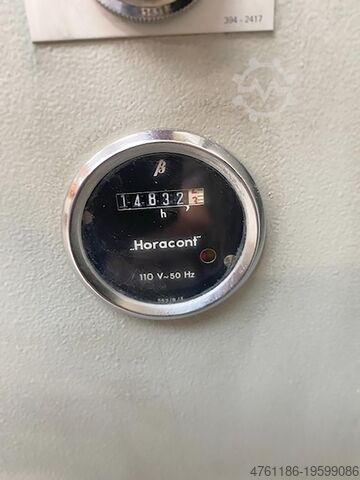 394-2417
β
14832
h
„Horacont"
110 V~50 Hz
4761186-19599086